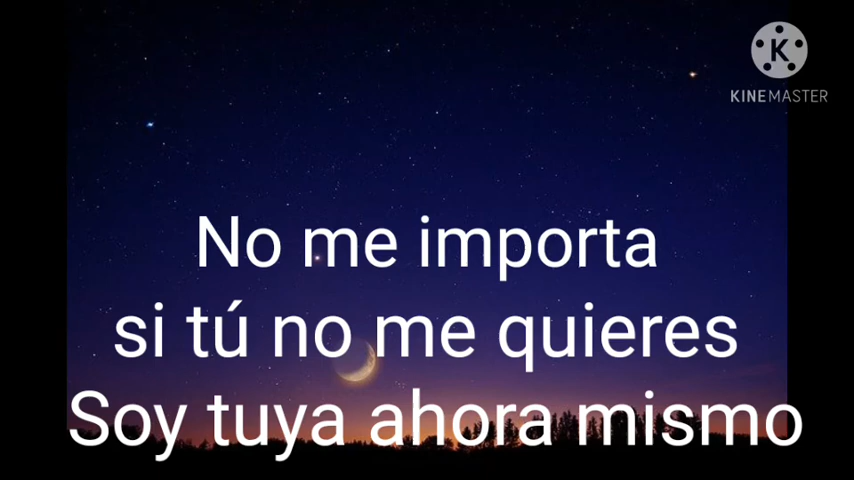 K
KINEMASTER
No me importa
si tú no me quieres
Soy tuya ahora mismo